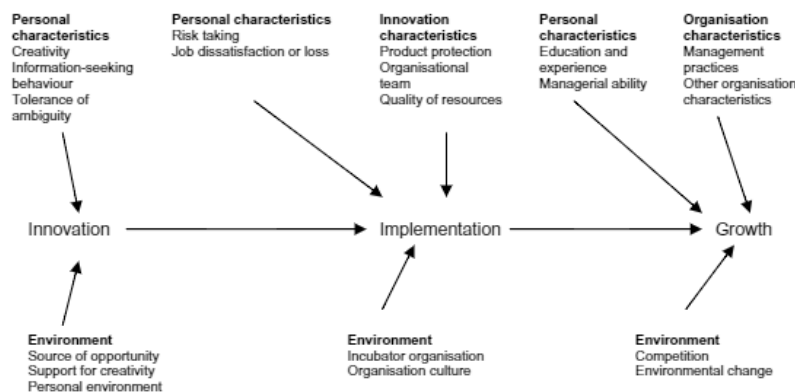 Personal
characteristics
Creativity
Information-seeking
behaviour
Tolerance of
ambiguity
Personal characteristics
Risk taking
Job dissatisfaction or loss
Innovation
characteristics
Product protection
Organisational
team
Quality of resources
Personal
characteristics
Education and
experience
Managerial ability
Organisation
characteristics
Management
practices
Other organisation
characteristics
Innovation
Implementation
Growth
Environment
Source of opportunity
Support for creativity
Personal environment
Environment
Incubator organisation
Organisation culture
Environment
Competition
Environmental change